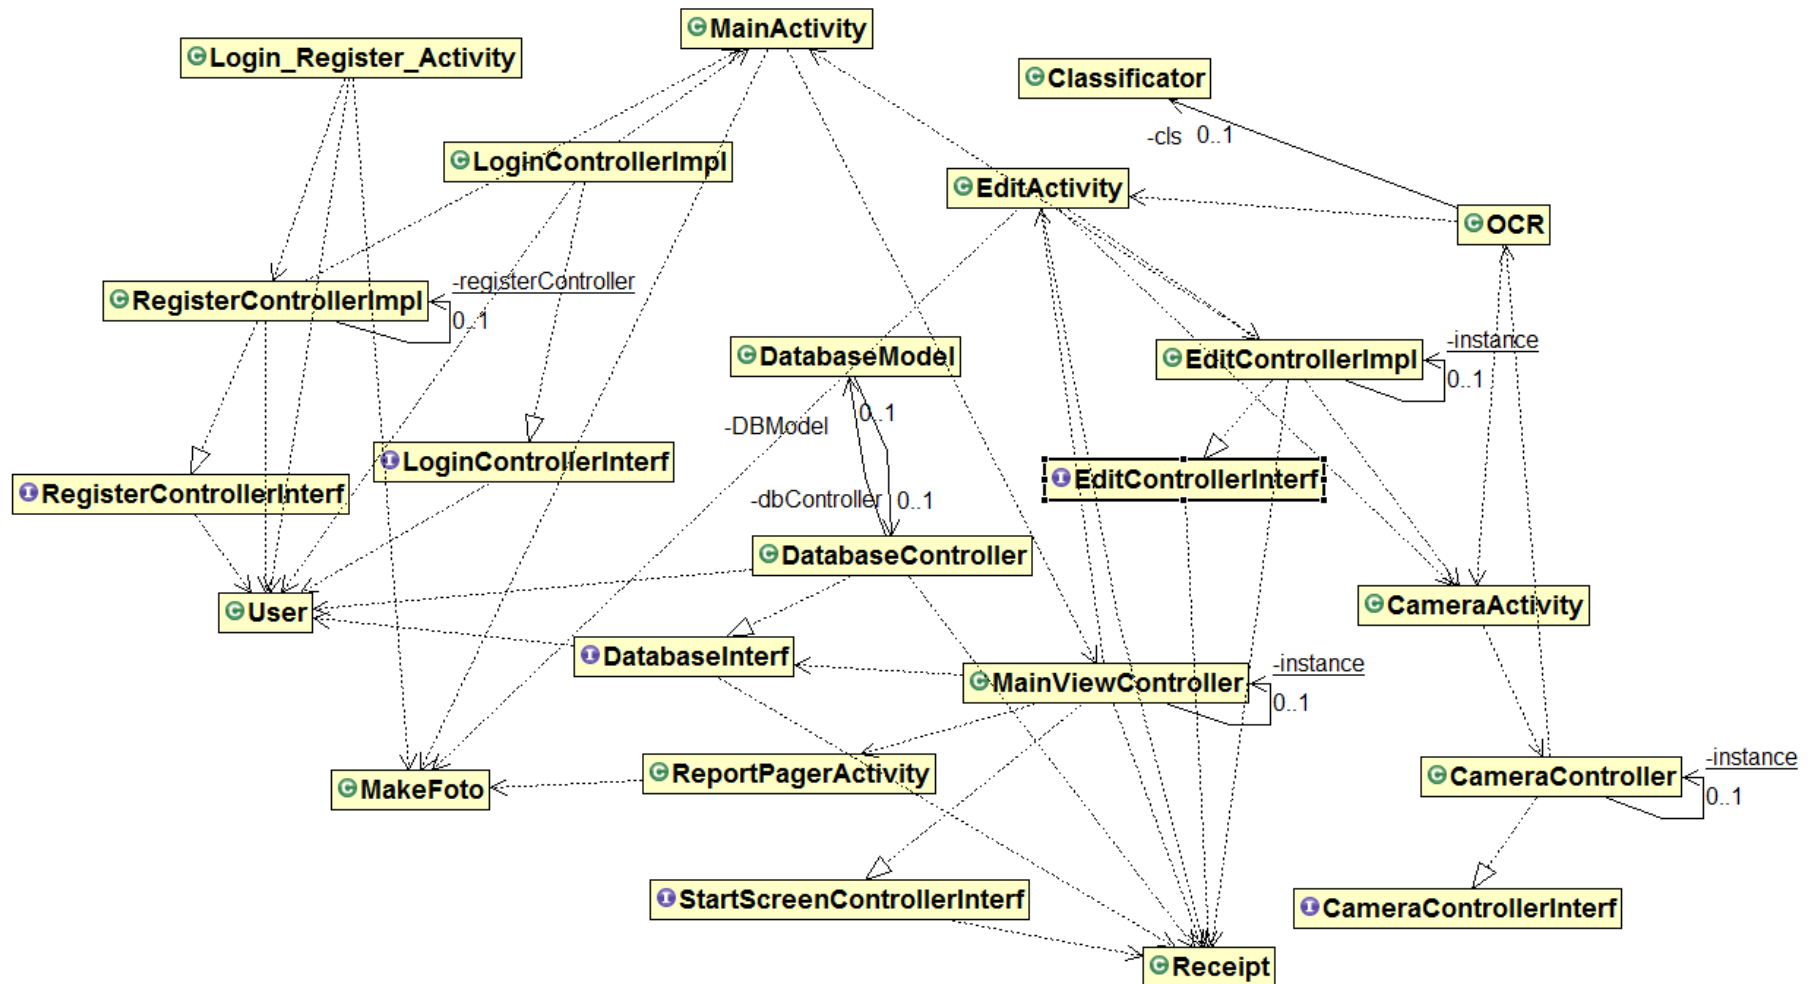 MainActivity
Login_Register_Activity
Classificator
-cls 0..1
LoginControllerImpl
EditActivity
OCR
-registerController
RegisterControllerImpl
0..1
-instance
DatabaseModel
EditControllerImpl
0..1
0..1
-DBModel
LoginControllerInterf
EditControllerInterf
RegisterControllerInterf
-dbController 0..1
DatabaseController
User
CameraActivity
DatabaseInterf
-instance
MainViewController
0..1
-instance
ReportPagerActivity
CameraController
MakeFoto
0..1
StartScreenControllerInterf
CameraControllerInterf
Receipt
C
C
C
C
C
C
C
C
C
I
I
I
C
C
C
I
C
C
C
C
I
I
C